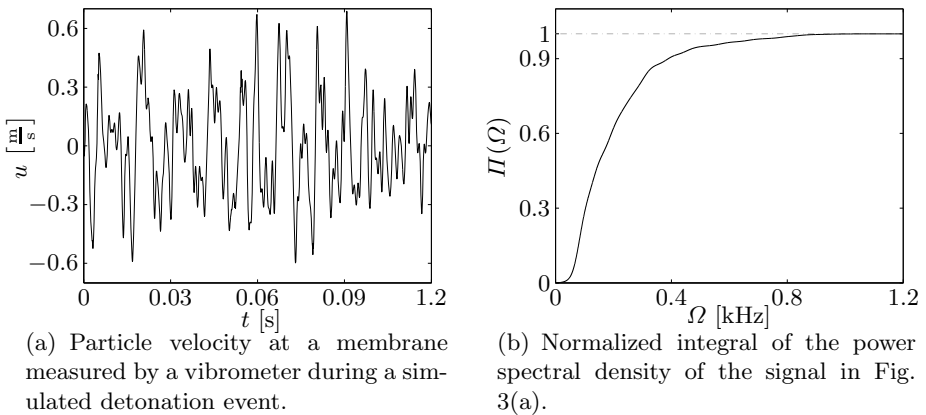 0.6
0.3
0
−0.3
−0.6
u [m/s]
0 0.03 0.06 0.09 1.2
t [s]
(a) Particle velocity at a membrane
measured by a vibrometer during a sim-
ulated detonation event.
1
0.9
0.6
0.3
0
Π(Ω)
0 0.4 0.8 1.2
Ω [kHz]
(b) Normalized integral of the power
spectral density of the signal in Fig.
3(a).